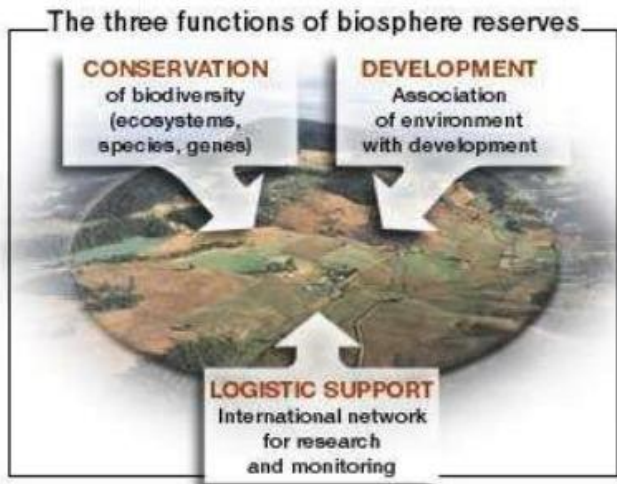 The three functions of biosphere reserves
CONSERVATION
of biodiversity
(ecosystems,
species, genes)
DEVELOPMENT
Association
of environment
with development
LOGISTIC SUPPORT
International network
for research
and monitoring